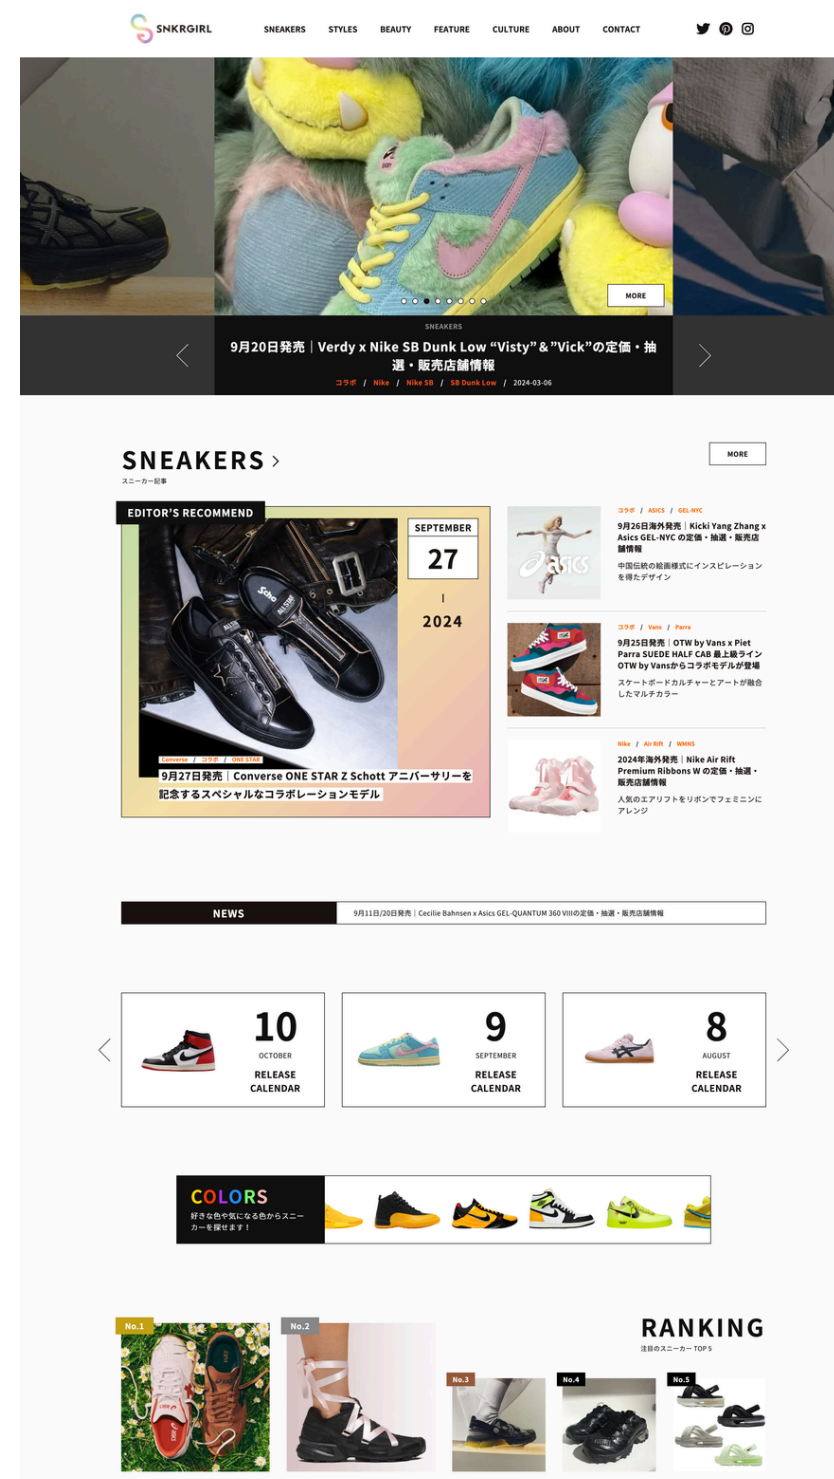 SNKRGIRL
SNEAKERS STYLES BEAUTY FEATURE CULTURE ABOUT CONTACT
MORE
SNEAKERS
9月20日発売｜Verdy x Nike SB Dunk Low “Visty”＆”Vick”の定価・抽
選・販売店舗情報
コラボ / Nike / Nike SB / SB Dunk Low / 2024-03-06
SNEAKERS
スニーカー記事
MORE
EDITOR’S RECOMMEND
SEPTEMBER
27
2024
Converse / コラボ / ONE STAR
9月27日発売｜Converse ONE STAR Z Schott アニバーサリーを
記念するスペシャルなコラボレーションモデル
asics
コラボ / ASICS / GEL-NYC
9月26日海外発売｜Kicki Yang Zhang x
Asics GEL-NYC の定価・抽選・販売店
舗情報
中国伝統の絵画様式にインスピレーション
を得たデザイン
コラボ / Vans / Parra
9月25日発売｜OTW by Vans x Piet
Parra SUEDE HALF CAB 最上級ライン
OTW by Vansからコラボモデルが登場
スケートボードカルチャーとアートが融合
したマルチカラー
Nike / Air Rift / WMNS
2024年海外発売｜Nike Air Rift
Premium Ribbons W の定価・抽選・
販売店舗情報
人気のエアリフトをリボンでフェミニンに
アレンジ
NEWS
9月11日/20日発売｜Cecilie Bahnsen x Asics GEL-QUANTUM 360 VIIIの定価・抽選・販売店舗情報
10
OCTOBER
RELEASE
CALENDAR
9
SEPTEMBER
RELEASE
CALENDAR
8
AUGUST
RELEASE
CALENDAR
COLORS
好きな色や気になる色からスニー
カーを探せます！
RANKING
注目のスニーカー TOP 5
No.1
No.2
No.3
No.4
No.5